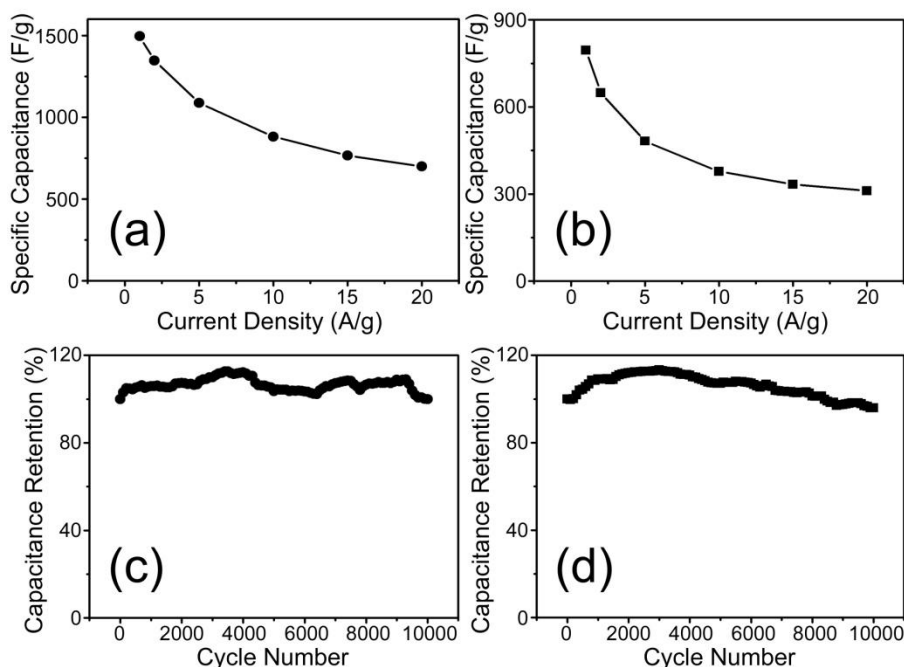 Specific Capacitance (F/g)
1500
1000
500
0
(a)
0 5 10 15 20
Current Density (A/g)
Specific Capacitance (F/g)
900
600
300
0
(b)
0 5 10 15 20
Current Density (A/g)
Capacitance Retention (%)
120
80
40
0
(c)
0 2000 4000 6000 8000 10000
Cycle Number
Capacitance Retention (%)
120
80
40
0
(d)
0 2000 4000 6000 8000 10000
Cycle Number